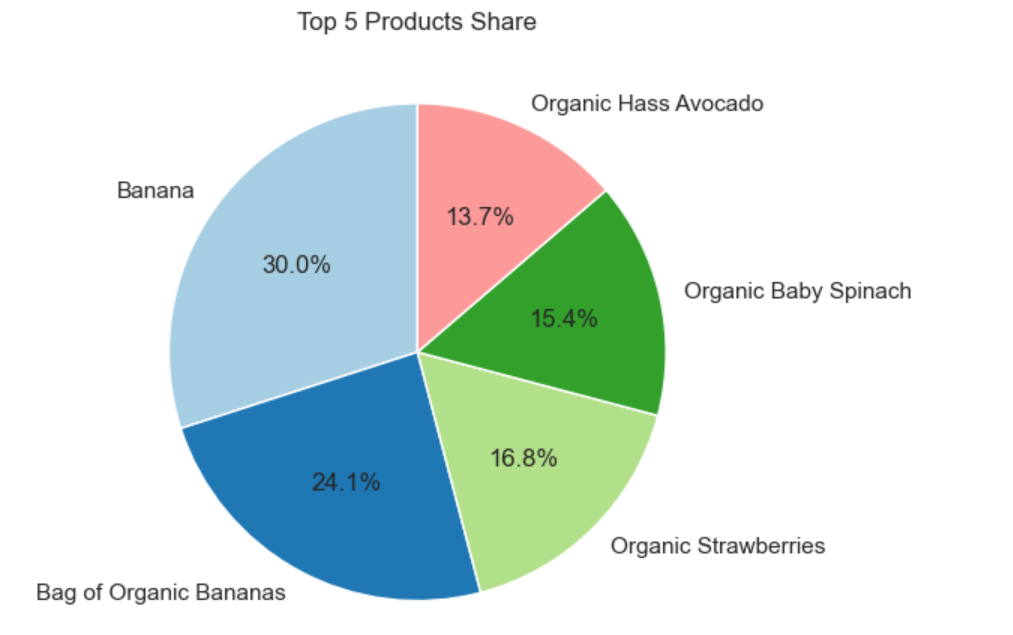 Top 5 Products Share
Organic Hass Avocado
Banana
13.7%
30.0%
Organic Baby Spinach
15.4%
16.8%
24.1%
Organic Strawberries
Bag of Organic Bananas